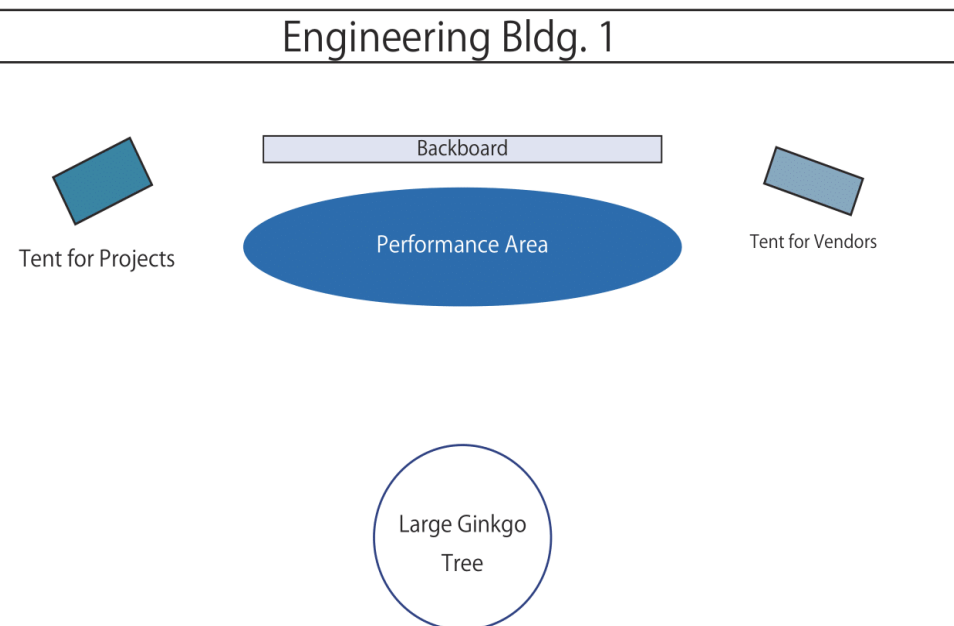 Engineering Bldg. 1
Backboard
Performance Area
Tent for Projects
Tent for Vendors
Large Ginkgo
Tree